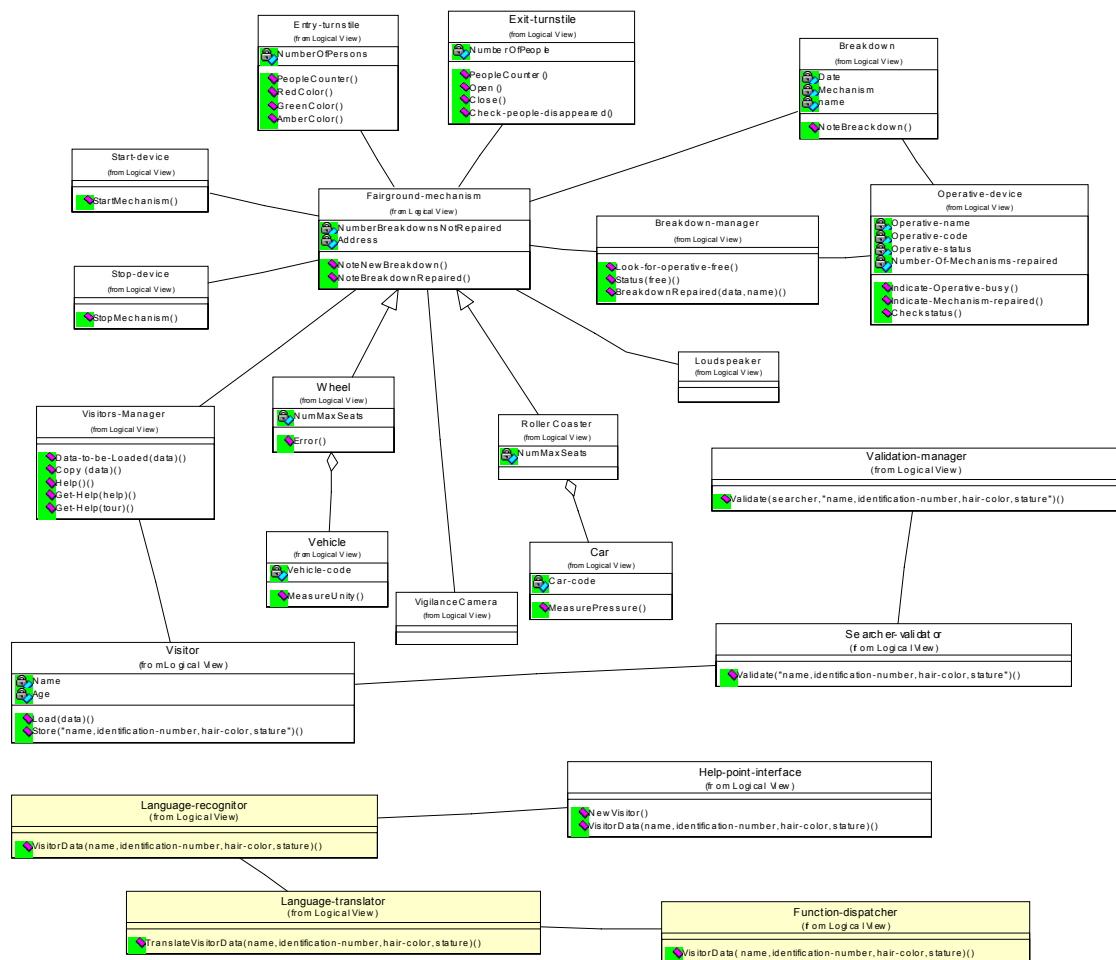 Entry-turnstile
(from Logical View)
NumberOfPersons
PeopleCounter()
RedColor()
GreenColor()
AmberColor()
Exit-turnstile
(from Logical View)
NumberOfPeople
PeopleCounter()
Open()
Close()
Check-people-disappeared()
Breakdown
(from Logical View)
Date
Mechanism
name
NoteBreackdown()
Start-device
(from Logical View)
StartMechanism()
Fairground-mechanism
(from Logical View)
NumberBreakdownsNotRepaired
Address
NoteNewBreakdown()
NoteBreakdownRepaired()
Breakdown-manager
(from Logical View)
Look-for-operative-free()
Status(free)()
BreakdownRepaired(data,name)()
Operative-device
(from Logical View)
Operative-name
Operative-code
Operative-status
Number-Of-Mechanisms-repaired
Indicate-Operative-busy()
Indicate-Mechanism-repaired()
Checkstatus()
Stop-device
(from Logical View)
StopMechanism()
Loudspeaker
(from Logical View)
Wheel
(from Logical View)
NumMaxSeats
Error()
Visitors-Manager
(from Logical View)
Data-to-be-Loaded(data)()
Copy (data)()
Help()()
Get-Help(help)()
Get-Help(tour)()
Roller Coaster
(from Logical View)
NumMaxSeats
Validation-manager
(from Logical View)
Validate(searcher,"name,identification-number,hair-color,stature")()
Vehicle
(from Logical View)
Vehicle-code
MeasureUnity()
Car
(from Logical View)
Car-code
MeasurePressure()
VigilanceCamera
(from Logical View)
Searcher-validator
(from Logical View)
Validate("name,identification-number,hair-color,stature")()
Visitor
(from Logical View)
Name
Age
Load(data)()
Store("name,identification-number,hair-color,stature")()
Help-point-interface
(from Logical View)
NewVisitor()
VisitorData(name,identification-number,hair-color,stature)()
Language-recognitor
(from Logical View)
VisitorData(name,identification-number,hair-color,stature)()
Language-translator
(from Logical View)
TranslateVisitorData(name,identification-number,hair-color,stature)()
Function-dispatcher
(from Logical View)
VisitorData( name,identification-number,hair-color,stature)()